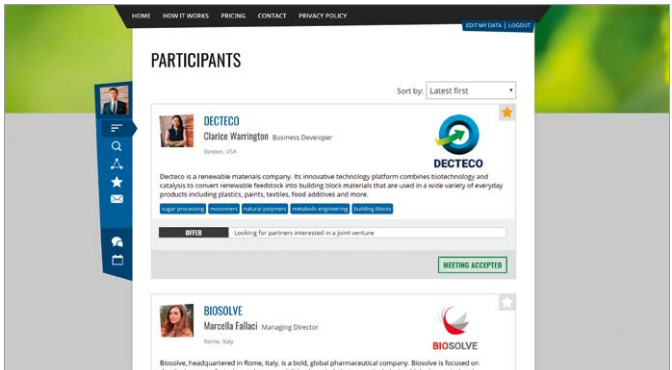 HOME HOW IT WORKS PRICING CONTACT PRIVACY POLICY
EDIT MY DATA | LOGOUT
PARTICIPANTS
Sort by: Latest first
DECTECO
Clarice Warrington Business Developer
Boston, USA
DECTECO
Decteco is a renewable materials company. Its innovative technology platform combines biotechnology and
catalysis to convert renewable feedstock into building block materials that are used in a wide variety of everyday
products including plastics, paints, textiles, food additives and more.
sugar processing monomers natural polymers metabolic engineering building blocks
OFFER Looking for partners interested in a joint venture
MEETING ACCEPTED
BIOSOLVE
Marcella Fallaci Managing Director
Rome, Italy
BIOSOLVE
Biosolve, headquartered in Rome, Italy, is a bold, global pharmaceutical company. Biosolve is focused on